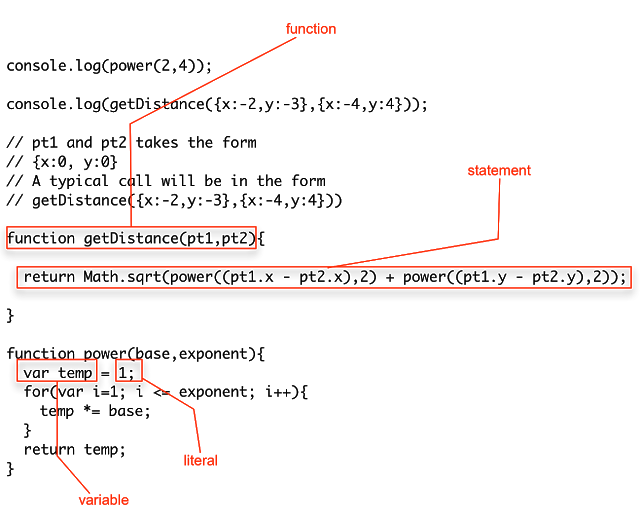 function
console.log(power(2,4));
console.log(getDistance({x:-2,y:-3},{x:-4,y:4}));
// pt1 and pt2 takes the form
// {x:0, y:0}
// A typical call will be in the form
statement
// getDistance({x:-2,y:-3},{x:-4,y:4}))
function getDistance(pt1,pt2){
return Math.sqrt(power((pt1.x - pt2.x),2) + power((pt1.y - pt2.y),2));
}
function power(base,exponent){
var temp = 1;
for(var i=1; i <= exponent; i++){
temp *= base;
}
return temp;
literal
}
variable